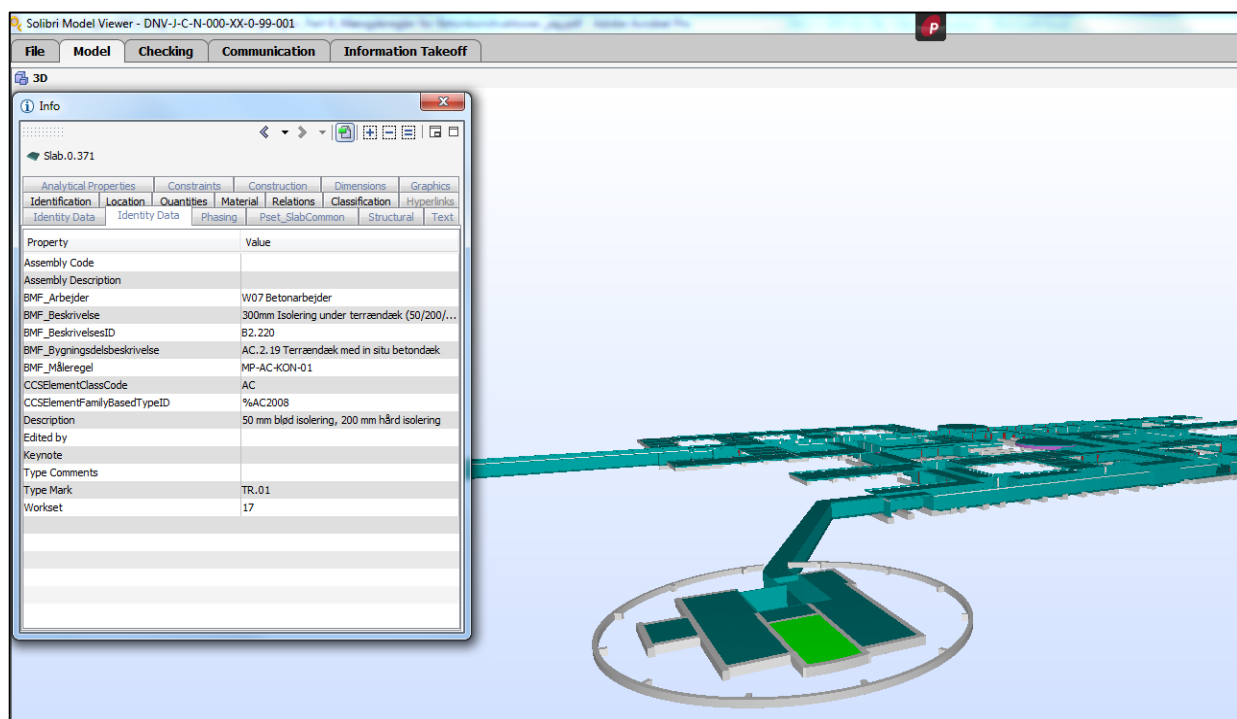 Solibri Model Viewer - DNV-J-C-N-000-XX-0-99-001
File Model Checking Communication Information Takeoff
3D
Info
Slab.0.371
Analytical Properties Constraints Construction Dimensions Graphics
Identification Location Quantities Material Relations Classification Hyperlinks
Identity Data Identity Data Phasing Pset_SlabCommon Structural Text
Property Value
Assembly Code
Assembly Description
BMF_Arbejder W07 Betonarbejder
BMF_Beskrivelse 300mm Isolering under terrændæk (50/200/...
BMF_BeskrivelsesID B2.220
BMF_Bygningsdelsbeskrivelse AC.2.19 Terrændæk med in situ betondæk
BMF_Måleregel MP-AC-KON-01
CCSElementClassCode AC
CCSElementFamilyBasedTypeID %AC2008
Description 50 mm blød isolering, 200 mm hård isolering
Edited by
Keynote
Type Comments
Type Mark TR.01
Workset 17